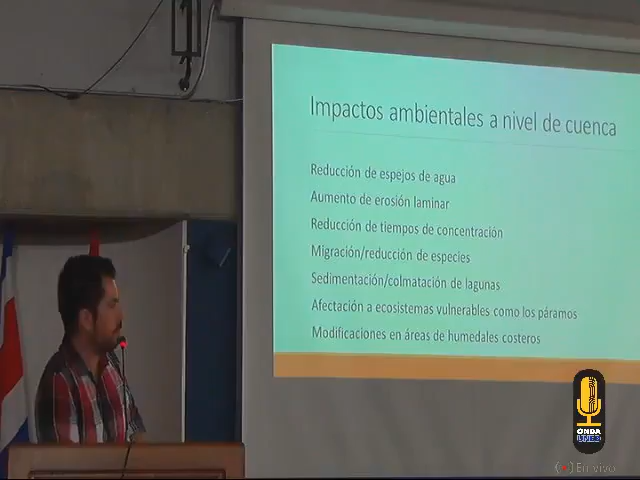 Impactos ambientales a nivel de cuenca
Reducción de espejos de agua
Aumento de erosión laminar
Reducción de tiempos de concentración
Migración/reducción de especies
Sedimentación/colmatación de lagunas
Afectación a ecosistemas vulnerables como los páramos
Modificaciones en áreas de humedales costeros
ONDA
UNED
En vivo